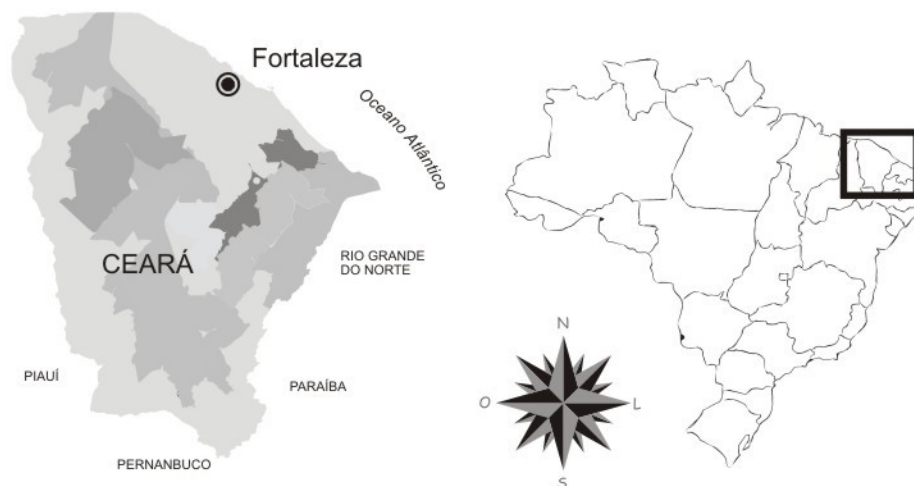 Fortaleza
Oceano Atlântico
CEARÁ
RIO GRANDE
DO NORTE
PIAUÍ
PARAÍBA
PERNANBUCO
N
O
L
S